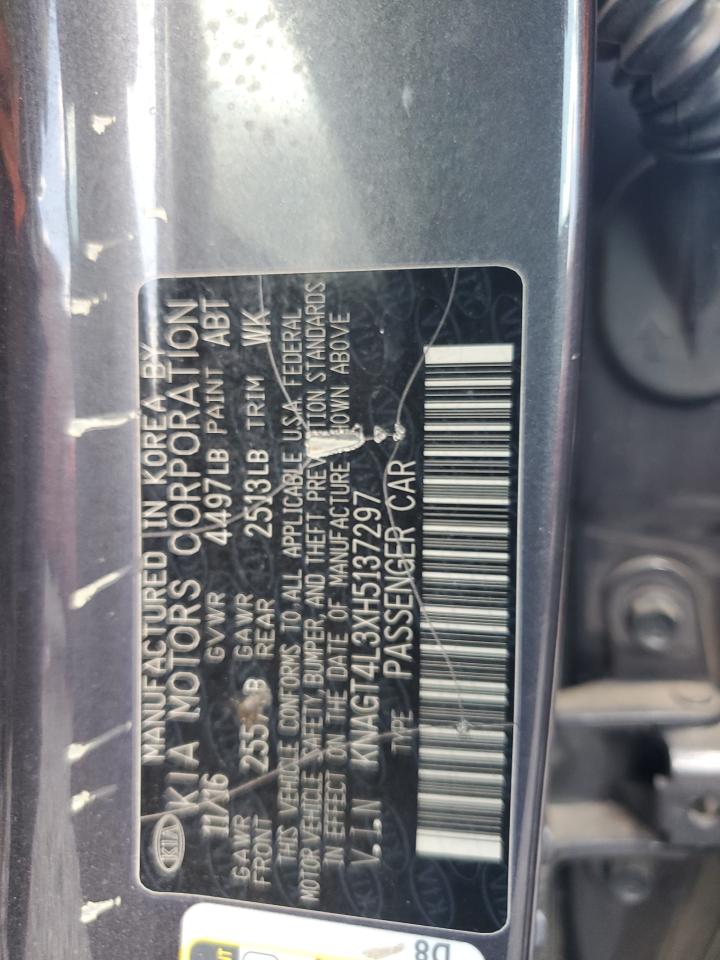 KIA
MANUFACTURED IN KOREA BY
KIA MOTORS CORPORATION
11/16 GVWR 4497LB PAINT ABT
GAWR FRONT GAWR REAR 2513LB TRIM WK
THIS VEHICLE CONFORMS TO ALL APPLICABLE U.S.A. FEDERAL
MOTOR VEHICLE SAFETY, BUMPER, AND THEFT STANDARDS
IN EFFECT ON THE DATE OF MANUFACTURE ABOVE
V.I.N KNAGT4L3XH5137297
TYPE PASSENGER CAR
D8